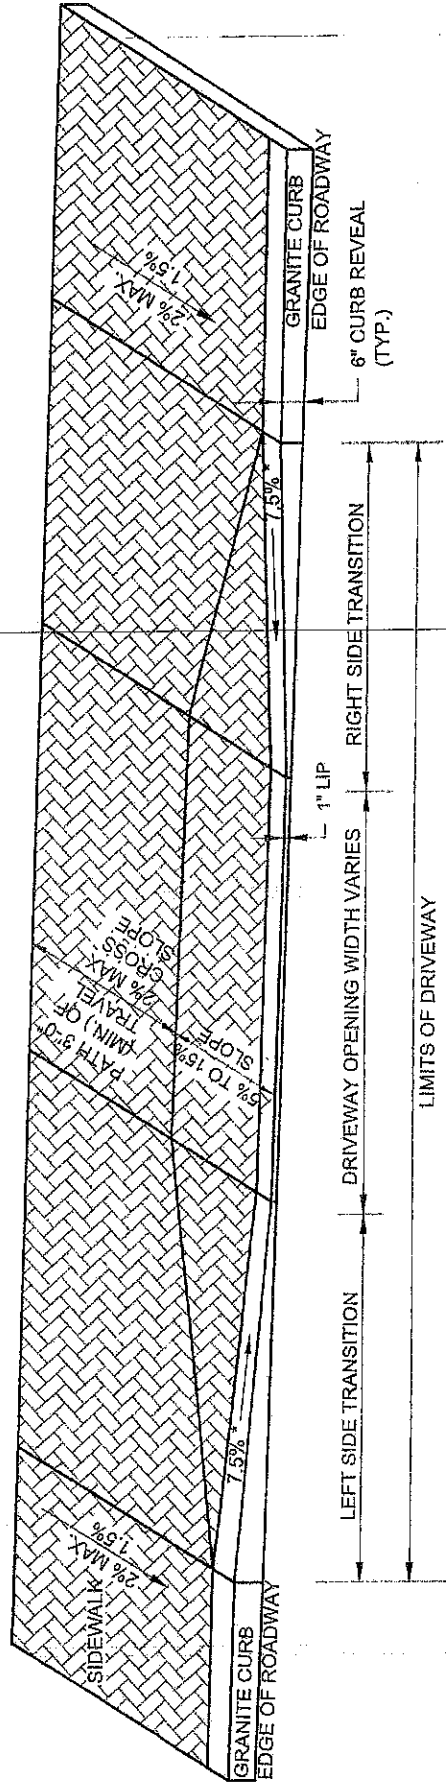 SIDEWALK
2% MAX.
1.5%
GRANITE CURB
EDGE OF ROADWAY
7.5% *
LEFT SIDE TRANSITION
PATH 3'-0"
(MIN.) OF
TRAVEL
2% MAX
CROSS
SLOPE
5% TO 15%
SLOPE
DRIVEWAY OPENING WIDTH VARIES
1" LIP
LIMITS OF DRIVEWAY
7.5% *
RIGHT SIDE TRANSITION
2% MAX.
1.5%
GRANITE CURB
EDGE OF ROADWAY
6" CURB REVEAL
(TYP.)